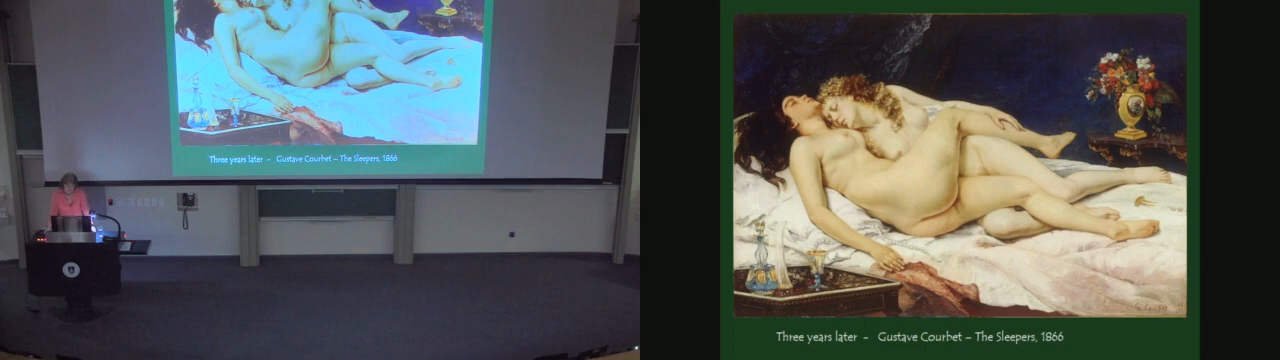 Three years later - Gustave Courbet – The Sleepers, 1866
Three years later - Gustave Courbet – The Sleepers, 1866